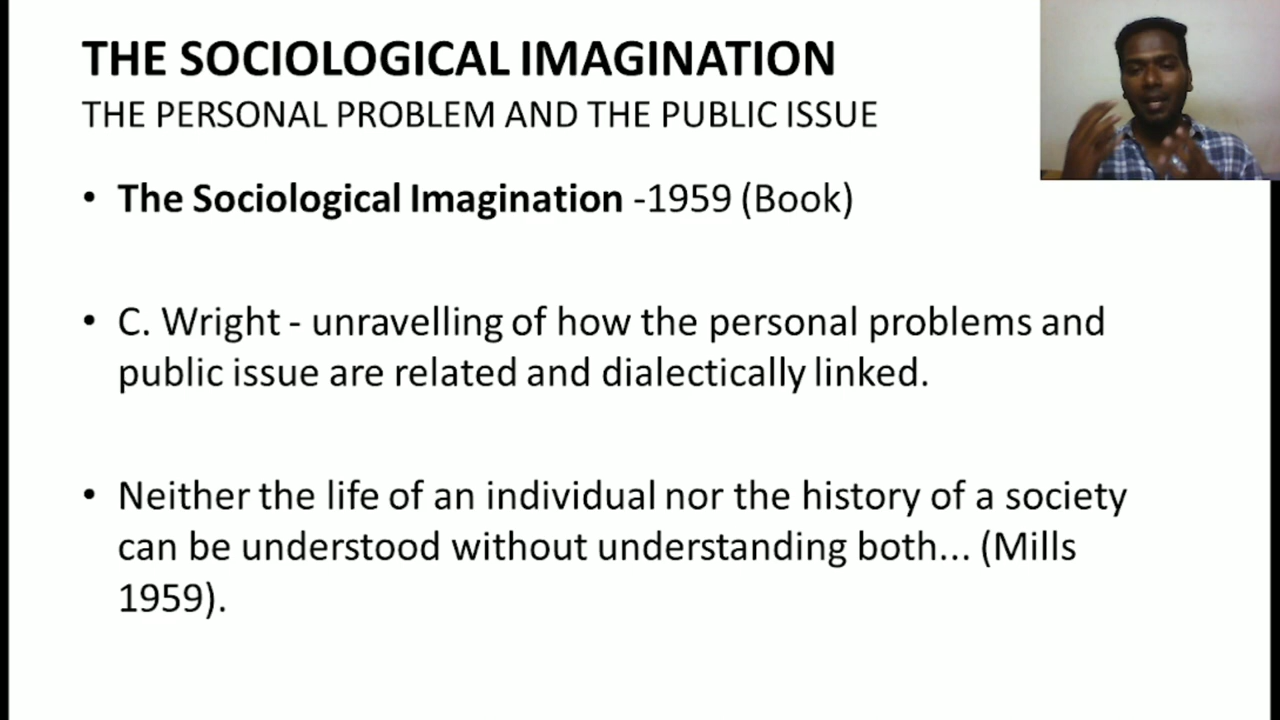 THE SOCIOLOGICAL IMAGINATION
THE PERSONAL PROBLEM AND THE PUBLIC ISSUE
• The Sociological Imagination -1959 (Book)
• C. Wright - unravelling of how the personal problems and
public issue are related and dialectically linked.
• Neither the life of an individual nor the history of a society
can be understood without understanding both... (Mills
1959).